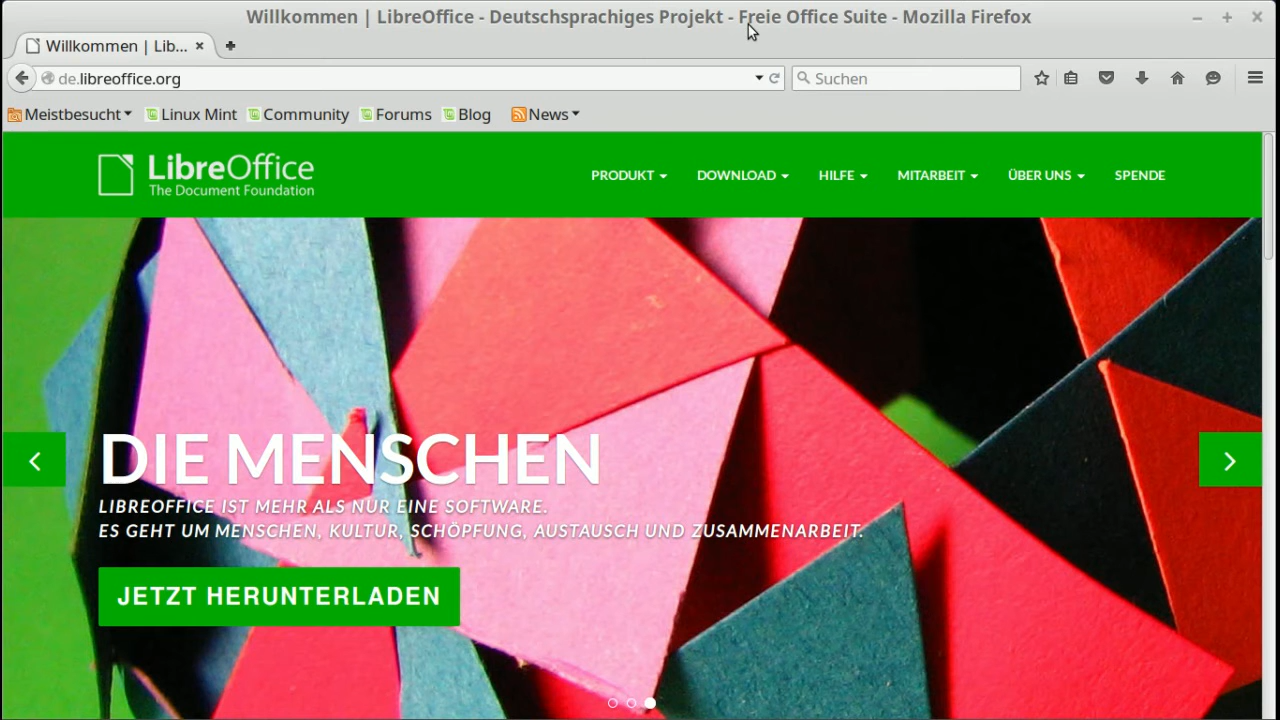 Willkommen | LibreOffice - Deutschsprachiges Projekt - Freie Office Suite - Mozilla Firefox
Willkommen | Lib...
de.libreoffice.org
Suchen
Meistbesucht Linux Mint Community Forums Blog News
LibreOffice
The Document Foundation
PRODUKT DOWNLOAD HILFE MITARBEIT ÜBER UNS SPENDE
DIE MENSCHEN
LIBREOFFICE IST MEHR ALS NUR EINE SOFTWARE.
ES GEHT UM MENSCHEN, KULTUR, SCHÖPFUNG, AUSTAUSCH UND ZUSAMMENARBEIT.
JETZT HERUNTERLADEN